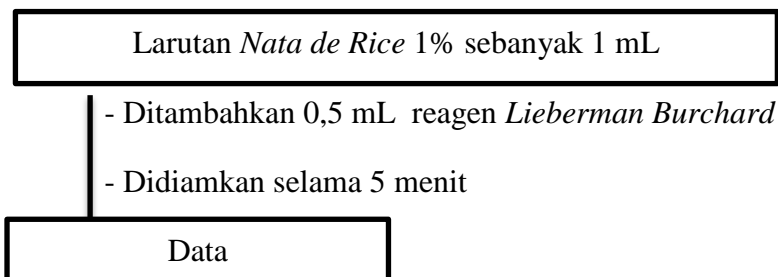 Larutan Nata de Rice 1% sebanyak 1 mL
- Ditambahkan 0,5 mL reagen Lieberman Burchard
- Didiamkan selama 5 menit
Data